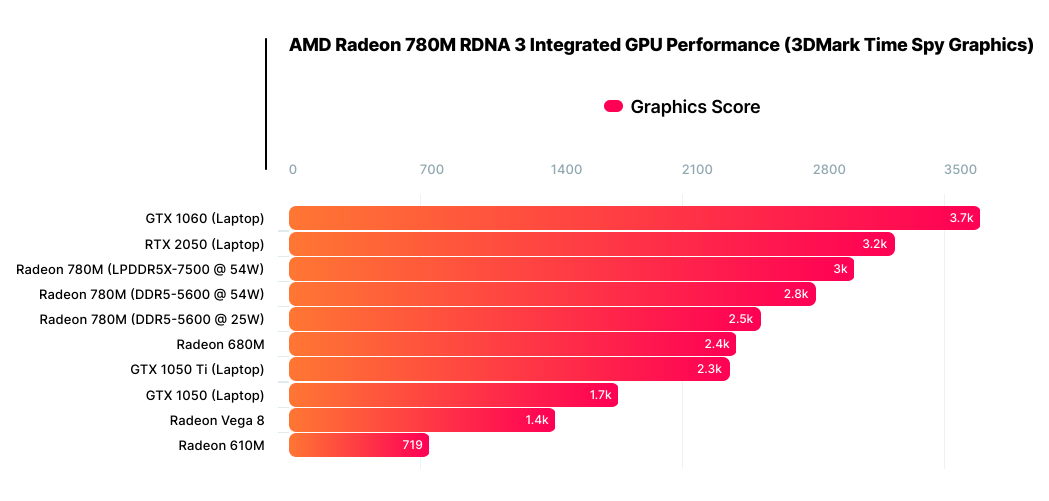 AMD Radeon 780M RDNA 3 Integrated GPU Performance (3DMark Time Spy Graphics)
Graphics Score
0 700 1400 2100 2800 3500
GTX 1060 (Laptop) 3.7k
RTX 2050 (Laptop) 3.2k
Radeon 780M (LPDDR5X-7500 @ 54W) 3k
Radeon 780M (DDR5-5600 @ 54W) 2.8k
Radeon 780M (DDR5-5600 @ 25W) 2.5k
Radeon 680M 2.4k
GTX 1050 Ti (Laptop) 2.3k
GTX 1050 (Laptop) 1.7k
Radeon Vega 8 1.4k
Radeon 610M 719